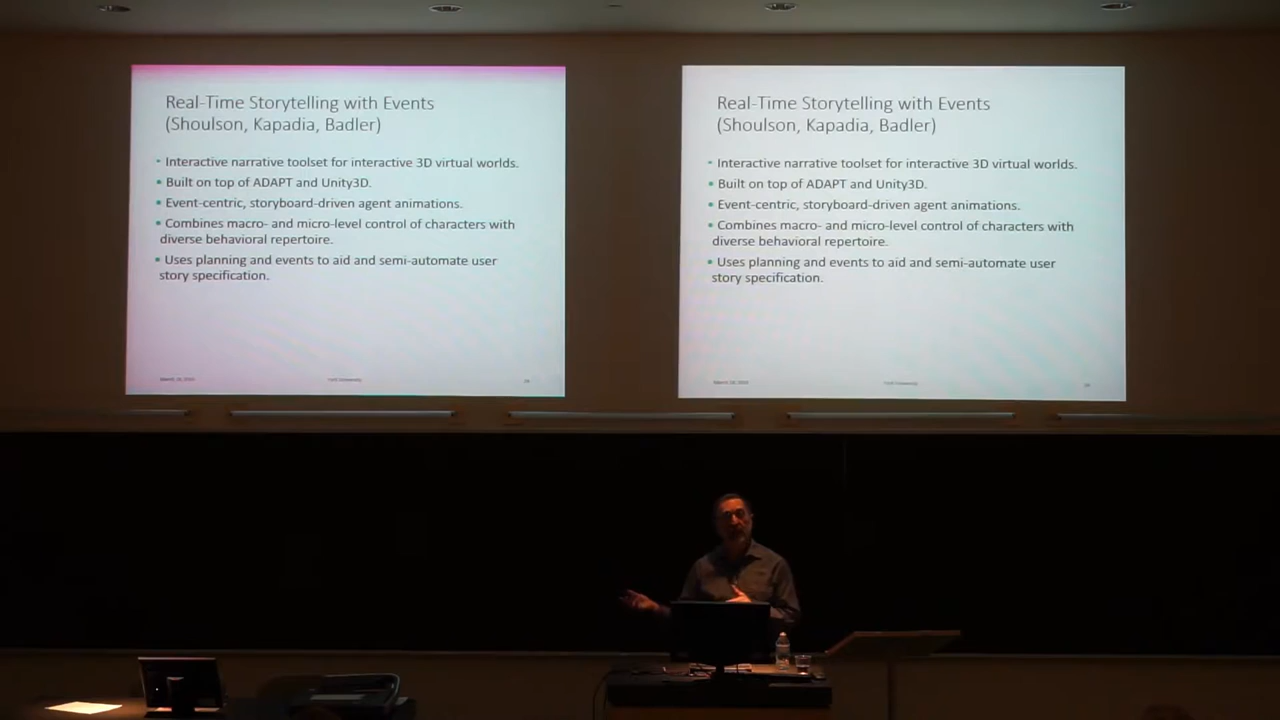 Real-Time Storytelling with Events
(Shoulson, Kapadia, Badler)
Interactive narrative toolset for interactive 3D virtual worlds.
Built on top of ADAPT and Unity3D.
Event-centric, storyboard-driven agent animations.
Combines macro- and micro-level control of characters with
diverse behavioral repertoire.
Uses planning and events to aid and semi-automate user
story specification.
York University
Real-Time Storytelling with Events
(Shoulson, Kapadia, Badler)
Interactive narrative toolset for interactive 3D virtual worlds.
Built on top of ADAPT and Unity3D.
Event-centric, storyboard-driven agent animations.
Combines macro- and micro-level control of characters with
diverse behavioral repertoire.
Uses planning and events to aid and semi-automate user
story specification.
York University